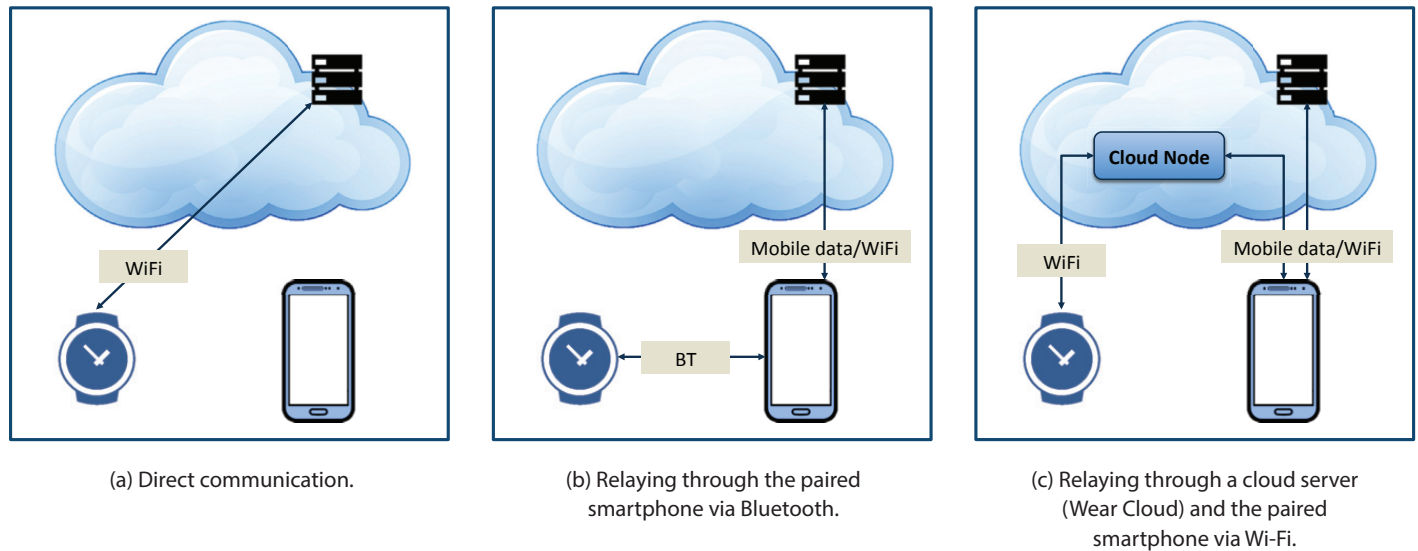 WiFi
(a) Direct communication.
Mobile data/WiFi
BT
(b) Relaying through the paired
smartphone via Bluetooth.
Cloud Node
WiFi
Mobile data/WiFi
(c) Relaying through a cloud server
(Wear Cloud) and the paired
smartphone via Wi-Fi.